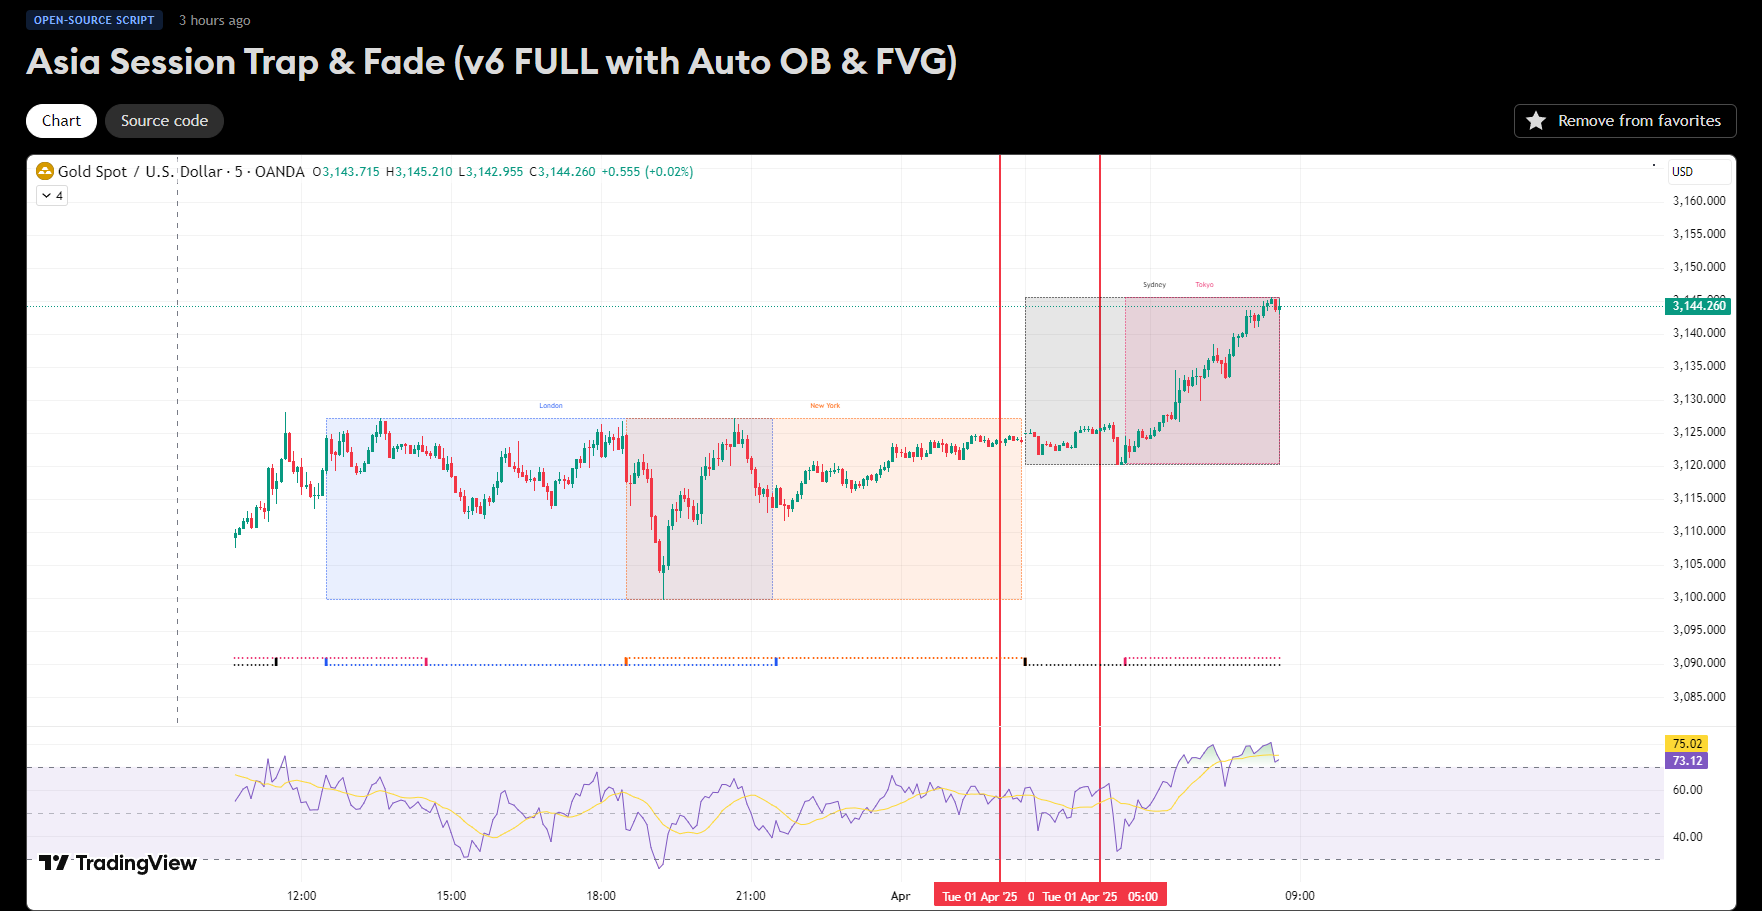 OPEN-SOURCE SCRIPT 3 hours ago
Asia Session Trap & Fade (v6 FULL with Auto OB & FVG)
Chart Source code Remove from favorites
Gold Spot / U.S. Dollar · 5 · OANDA O3,143.715 H3,145.210 L3,142.955 C3,144.260 +0.555 (+0.02%)
USD
4
3,160.000
3,155.000
3,150.000
Sydney Tokyo
3,144.260
3,140.000
3,135.000
3,130.000
London New York
3,125.000
3,120.000
3,115.000
3,110.000
3,105.000
3,100.000
3,095.000
3,090.000
3,085.000
75.02
73.12
60.00
40.00
TradingView
12:00 15:00 18:00 21:00 Apr Tue 01 Apr '25 0 Tue 01 Apr '25 05:00 09:00